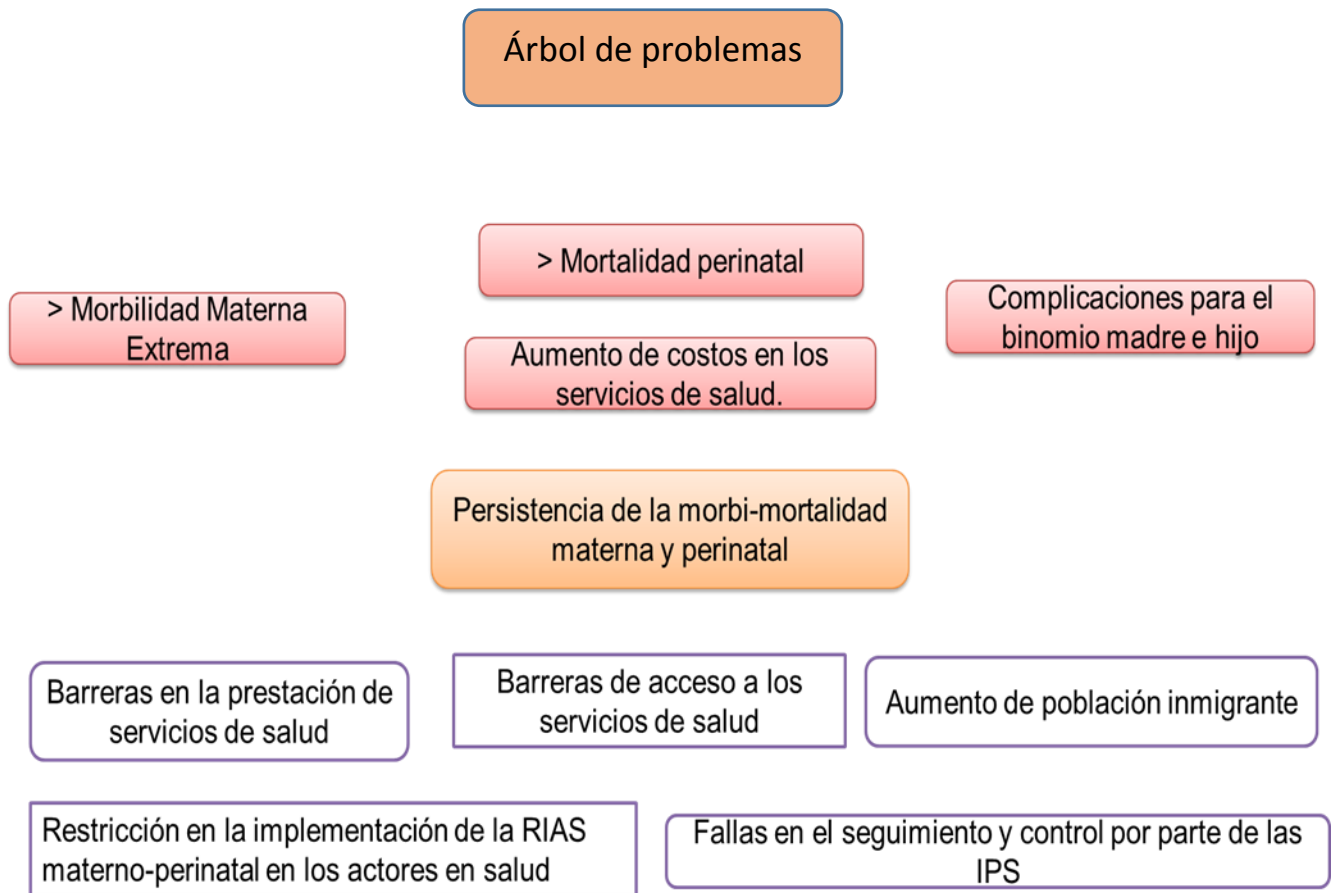 Árbol de problemas
> Mortalidad perinatal
> Morbilidad Materna
Extrema
Complicaciones para el
binomio madre e hijo
Aumento de costos en los
servicios de salud.
Persistencia de la morbi-mortalidad
materna y perinatal
Barreras en la prestación de
servicios de salud
Barreras de acceso a los
servicios de salud
Aumento de población inmigrante
Restricción en la implementación de la RIAS
materno-perinatal en los actores en salud
Fallas en el seguimiento y control por parte de las
IPS